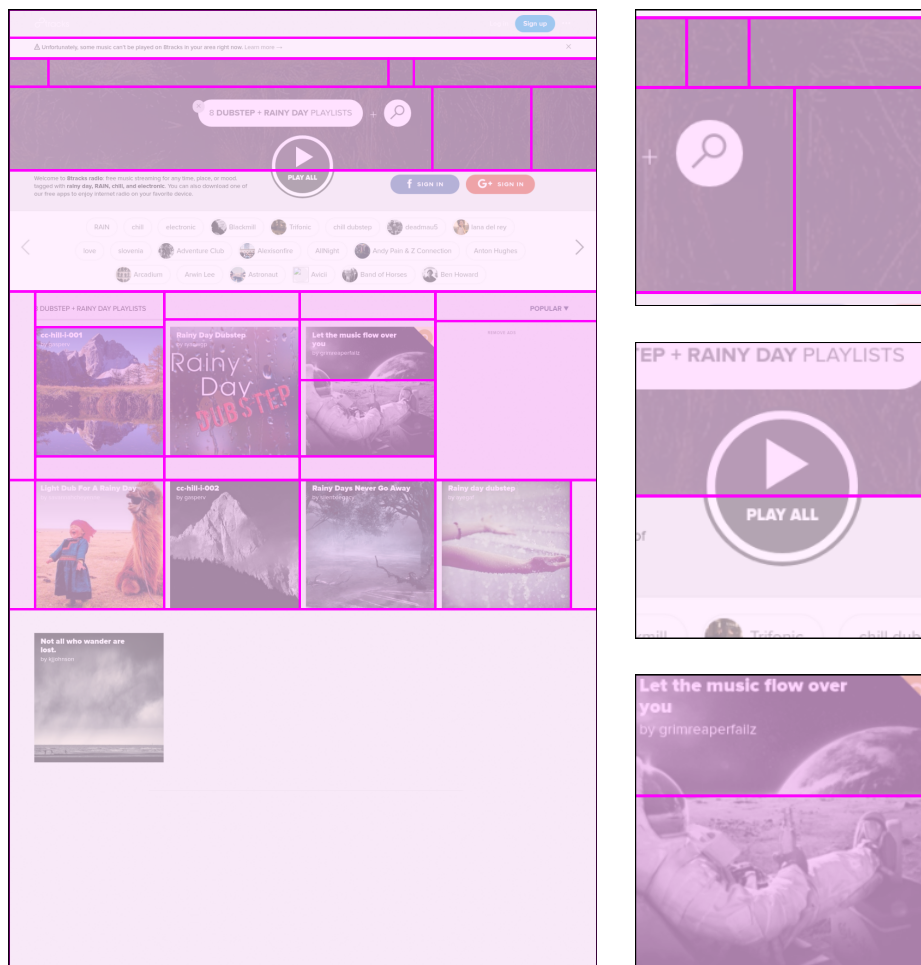 Sign up
Unfortunately, some music can't be played on 8tracks in your area right now. Learn more →
8 DUBSTEP + RAINY DAY PLAYLISTS
PLAY ALL
Welcome to 8tracks radio: free music streaming for any time, place, or mood.
tagged with rainy day, RAIN, chill, and electronic. You can also download one of
our free apps to enjoy internet radio on your favorite device.
f SIGN IN
G+ SIGN IN
RAIN chill electronic Blackmill Trifonic chill dubstep deadmau5 lana del rey
love slovenia Adventure Club Alexisonfire AllNight Andy Pain & Z Connection Anton Hughes
Arcadium Arwin Lee Astronaut Avicii Band of Horses Ben Howard
DUBSTEP + RAINY DAY PLAYLISTS
POPULAR ▼
cc-hill-i-001
by gasperv
Rainy Day Dubstep
Rainy
Day
DUBSTEP
Let the music flow over
you
by grimreaperfailz
REMOVE ADS
Light Dub For A Rainy Day
cc-hill-i-002
by gasperv
Rainy Days Never Go Away
Rainy day dubstep
Not all who wander are
lost.
+
EP + RAINY DAY PLAYLISTS
PLAY ALL
of
Trifonic
chill dub
Let the music flow over
you
by grimreaperfailz